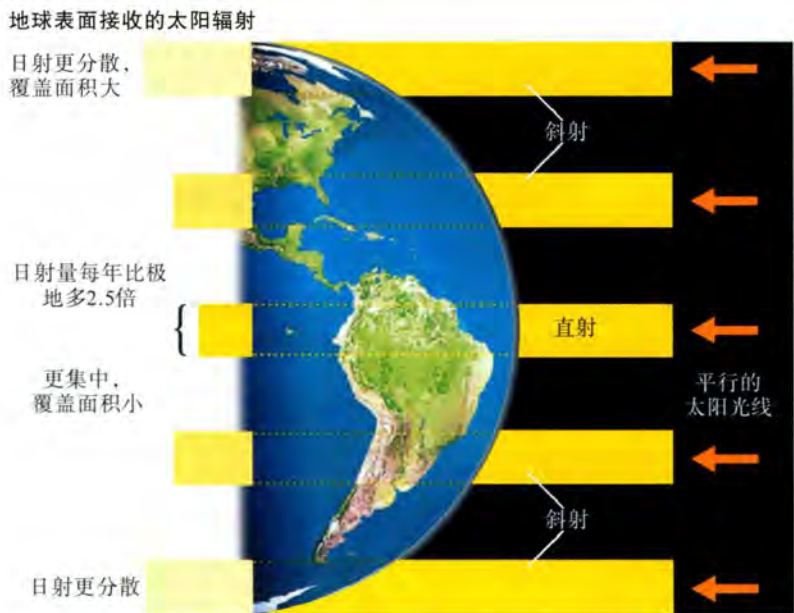 地球表面接收的太阳辐射
日射更分散，
覆盖面积大
斜射
日射量每年比极
地多2.5倍
直射
更集中，
覆盖面积小
平行的
太阳光线
斜射
日射更分散